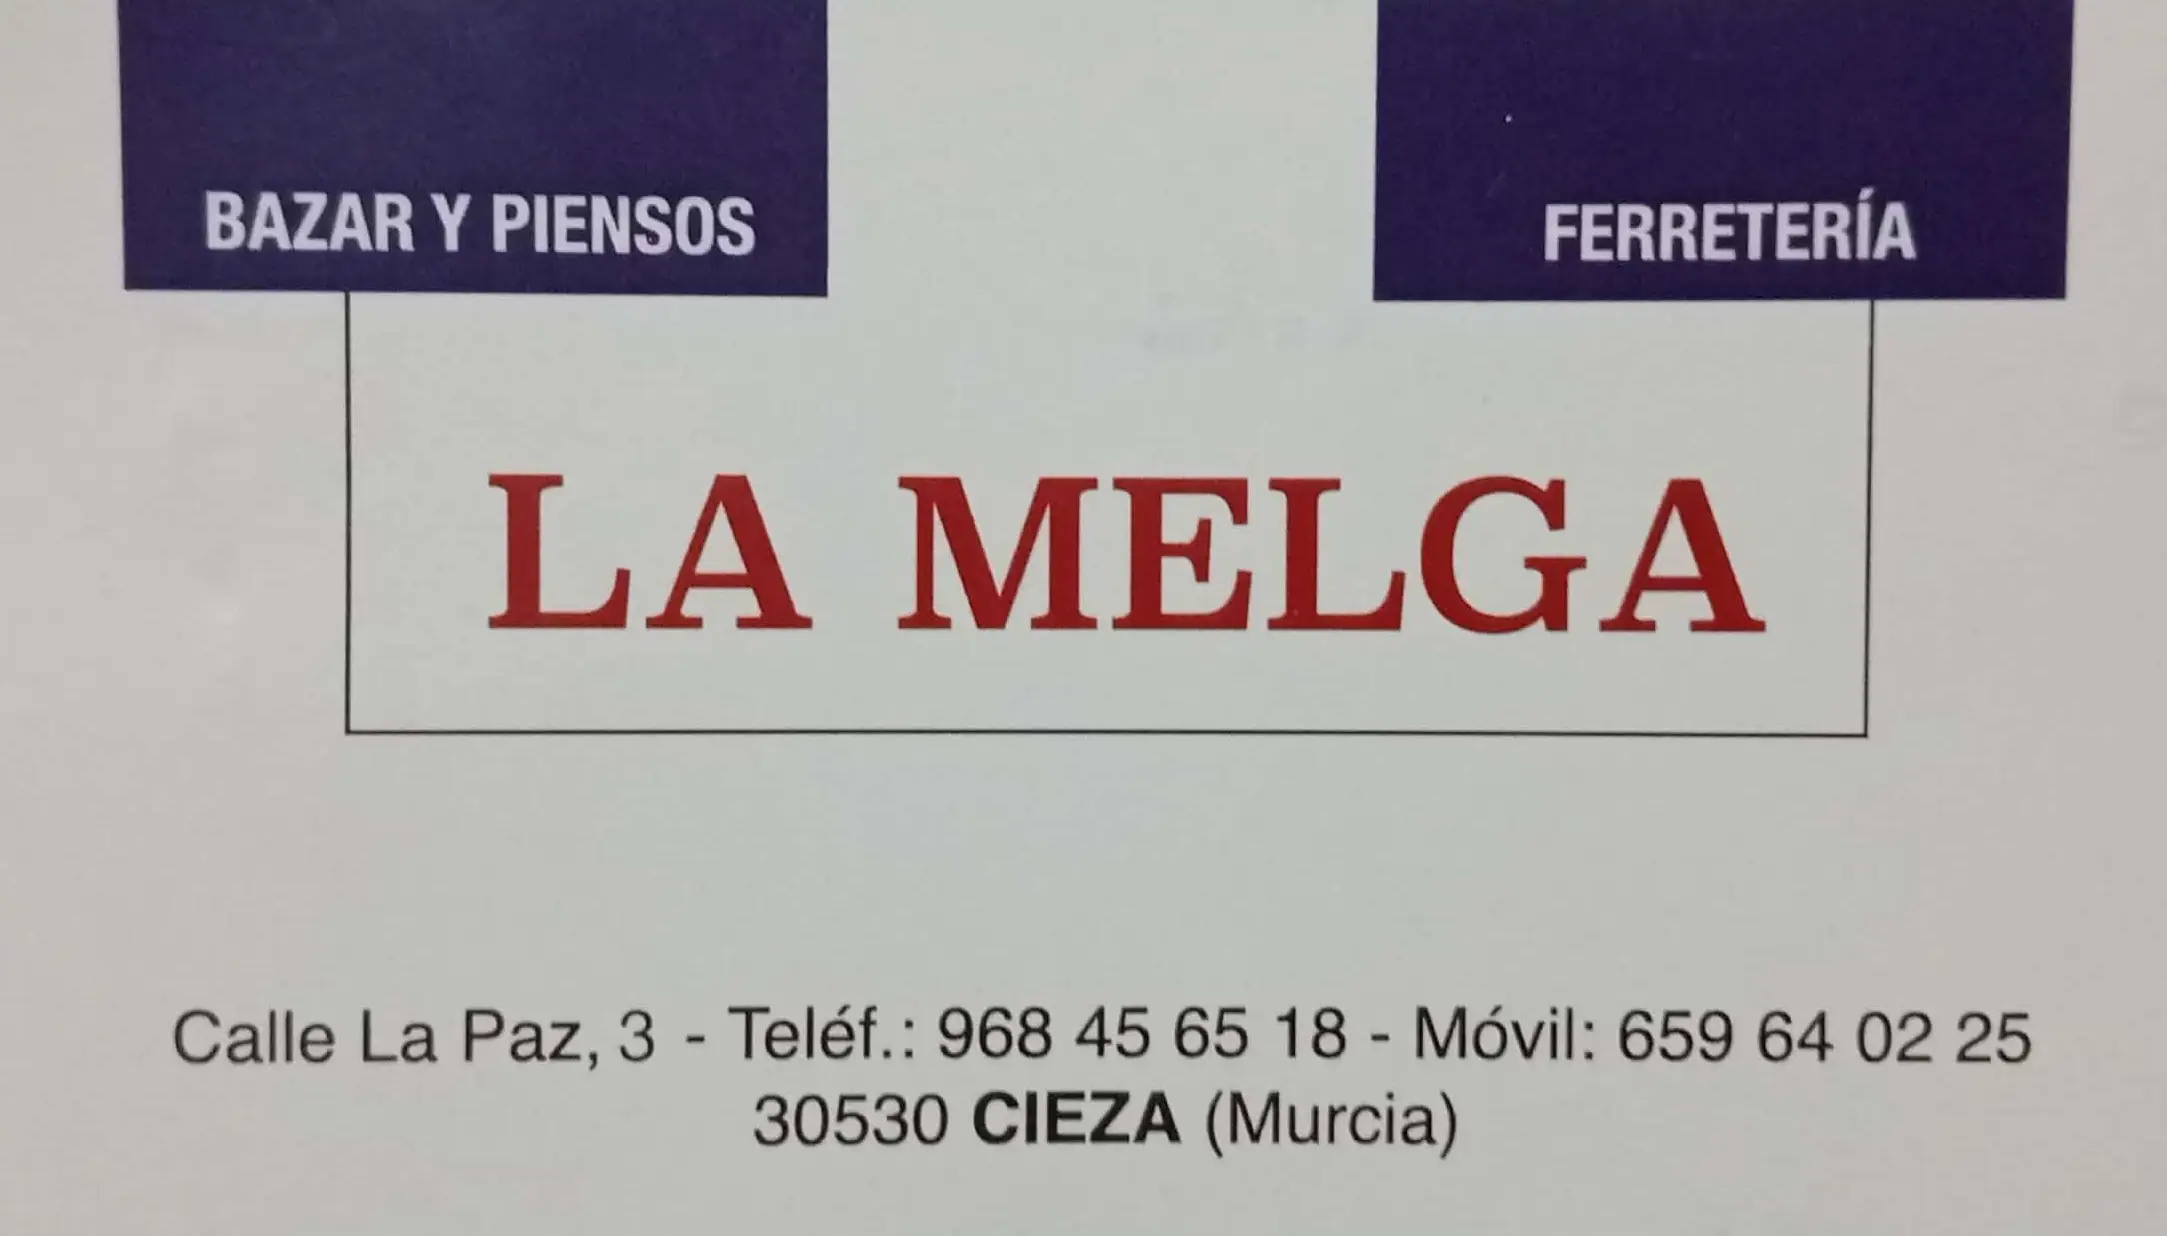 BAZAR Y PIENSOS
FERRETERÍA
LA MELGA
Calle La Paz, 3 - Teléf.: 968 45 65 18 - Móvil: 659 64 02 25
30530 CIEZA (Murcia)